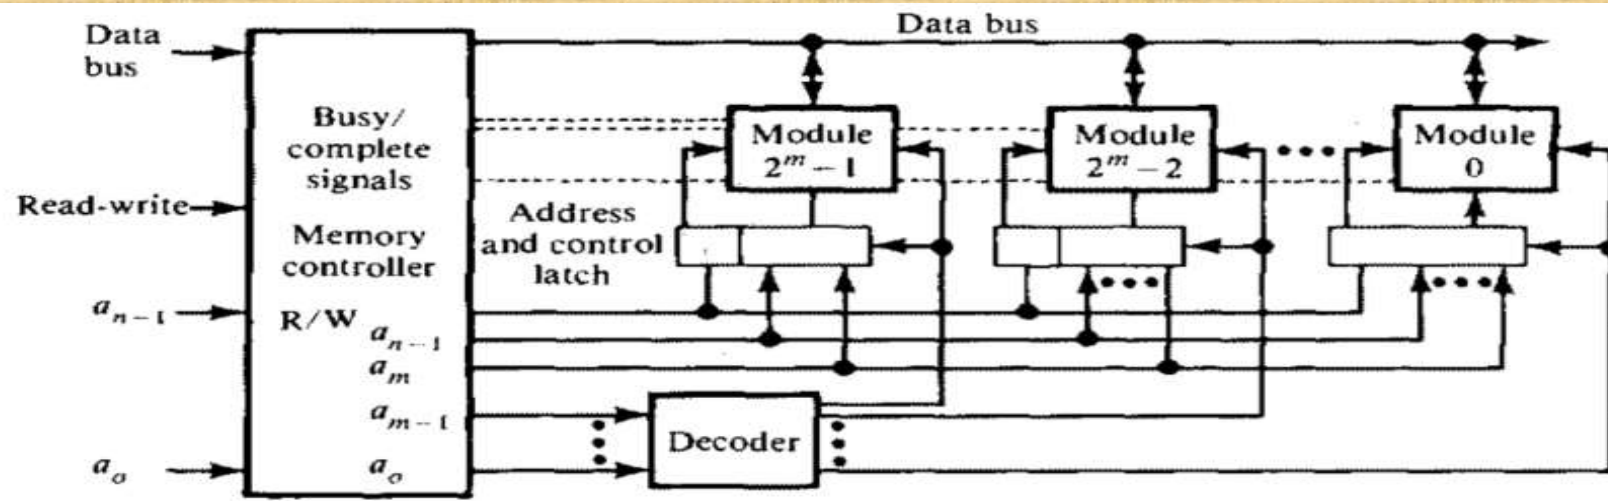 Data bus
Data
bus
Busy/
complete
signals
Module
2^m − 1
Module
2^m − 2
Module
0
Read-write
Address
and control
latch
Memory
controller
a_{n−1}
R/W
a_{n−1}
a_m
a_{m−1}
Decoder
a_o
a_o